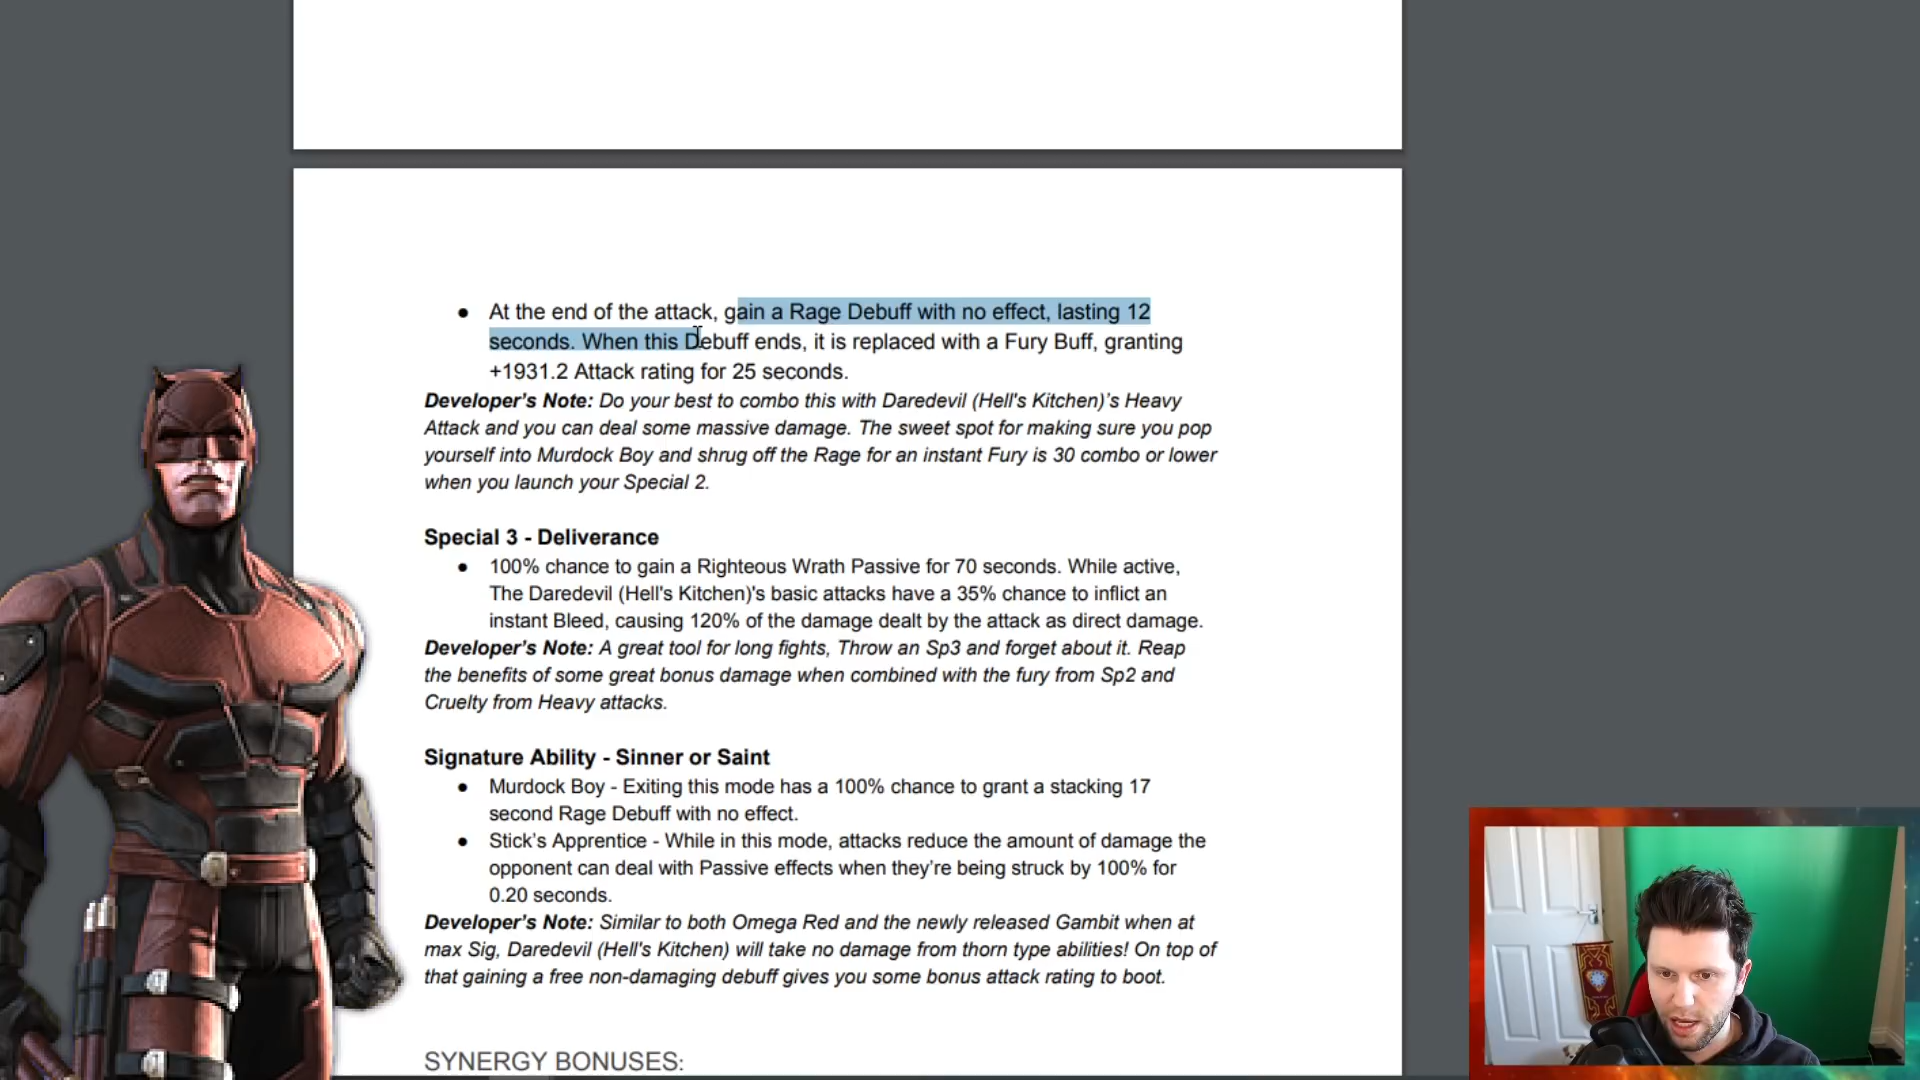 ● At the end of the attack, gain a Rage Debuff with no effect, lasting 12
seconds. When this Debuff ends, it is replaced with a Fury Buff, granting
+1931.2 Attack rating for 25 seconds.
Developer's Note: Do your best to combo this with Daredevil (Hell's Kitchen)'s Heavy
Attack and you can deal some massive damage. The sweet spot for making sure you pop
yourself into Murdock Boy and shrug off the Rage for an instant Fury is 30 combo or lower
when you launch your Special 2.
Special 3 - Deliverance
● 100% chance to gain a Righteous Wrath Passive for 70 seconds. While active,
The Daredevil (Hell's Kitchen)'s basic attacks have a 35% chance to inflict an
instant Bleed, causing 120% of the damage dealt by the attack as direct damage.
Developer's Note: A great tool for long fights, Throw an Sp3 and forget about it. Reap
the benefits of some great bonus damage when combined with the fury from Sp2 and
Cruelty from Heavy attacks.
Signature Ability - Sinner or Saint
● Murdock Boy - Exiting this mode has a 100% chance to grant a stacking 17
second Rage Debuff with no effect.
● Stick's Apprentice - While in this mode, attacks reduce the amount of damage the
opponent can deal with Passive effects when they're being struck by 100% for
0.20 seconds.
Developer's Note: Similar to both Omega Red and the newly released Gambit when at
max Sig, Daredevil (Hell's Kitchen) will take no damage from thorn type abilities! On top of
that gaining a free non-damaging debuff gives you some bonus attack rating to boot.
SYNERGY BONUSES: